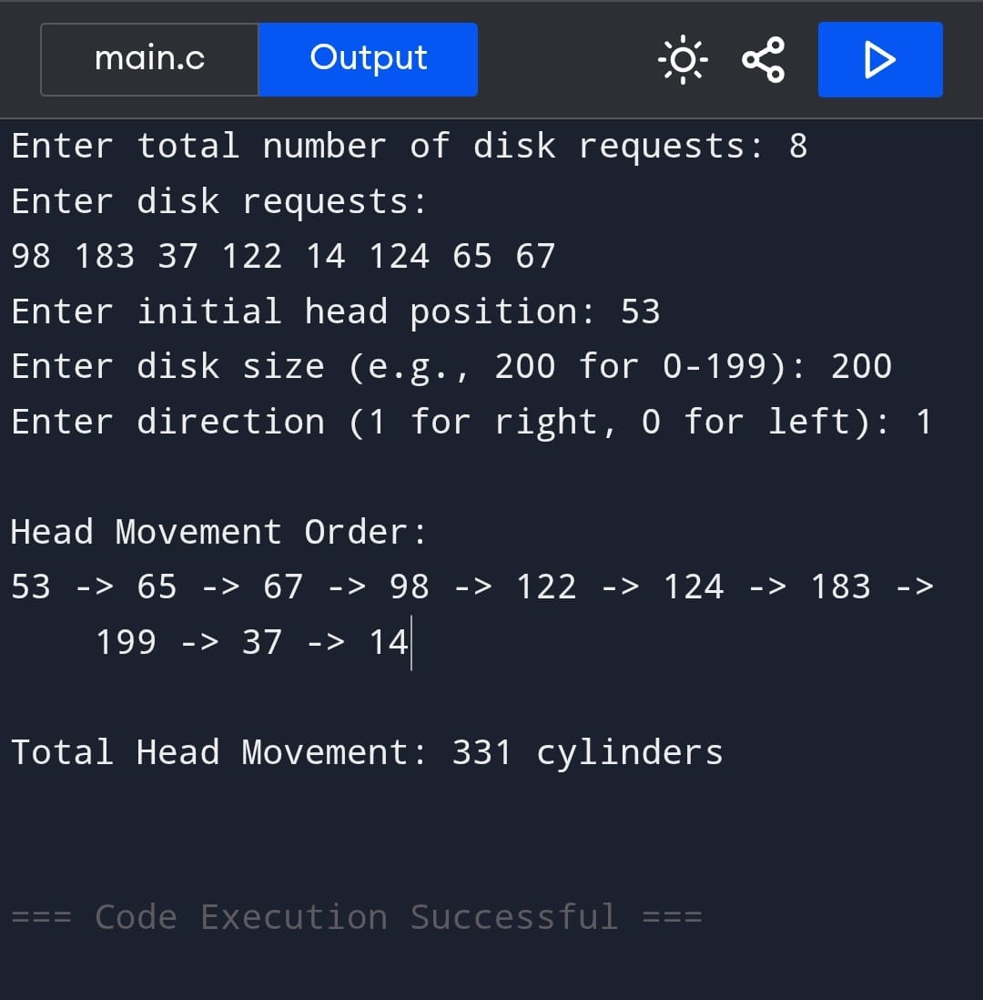 main.c Output
Enter total number of disk requests: 8
Enter disk requests:
98 183 37 122 14 124 65 67
Enter initial head position: 53
Enter disk size (e.g., 200 for 0-199): 200
Enter direction (1 for right, 0 for left): 1
Head Movement Order:
53 -> 65 -> 67 -> 98 -> 122 -> 124 -> 183 ->
199 -> 37 -> 14
Total Head Movement: 331 cylinders
=== Code Execution Successful ===